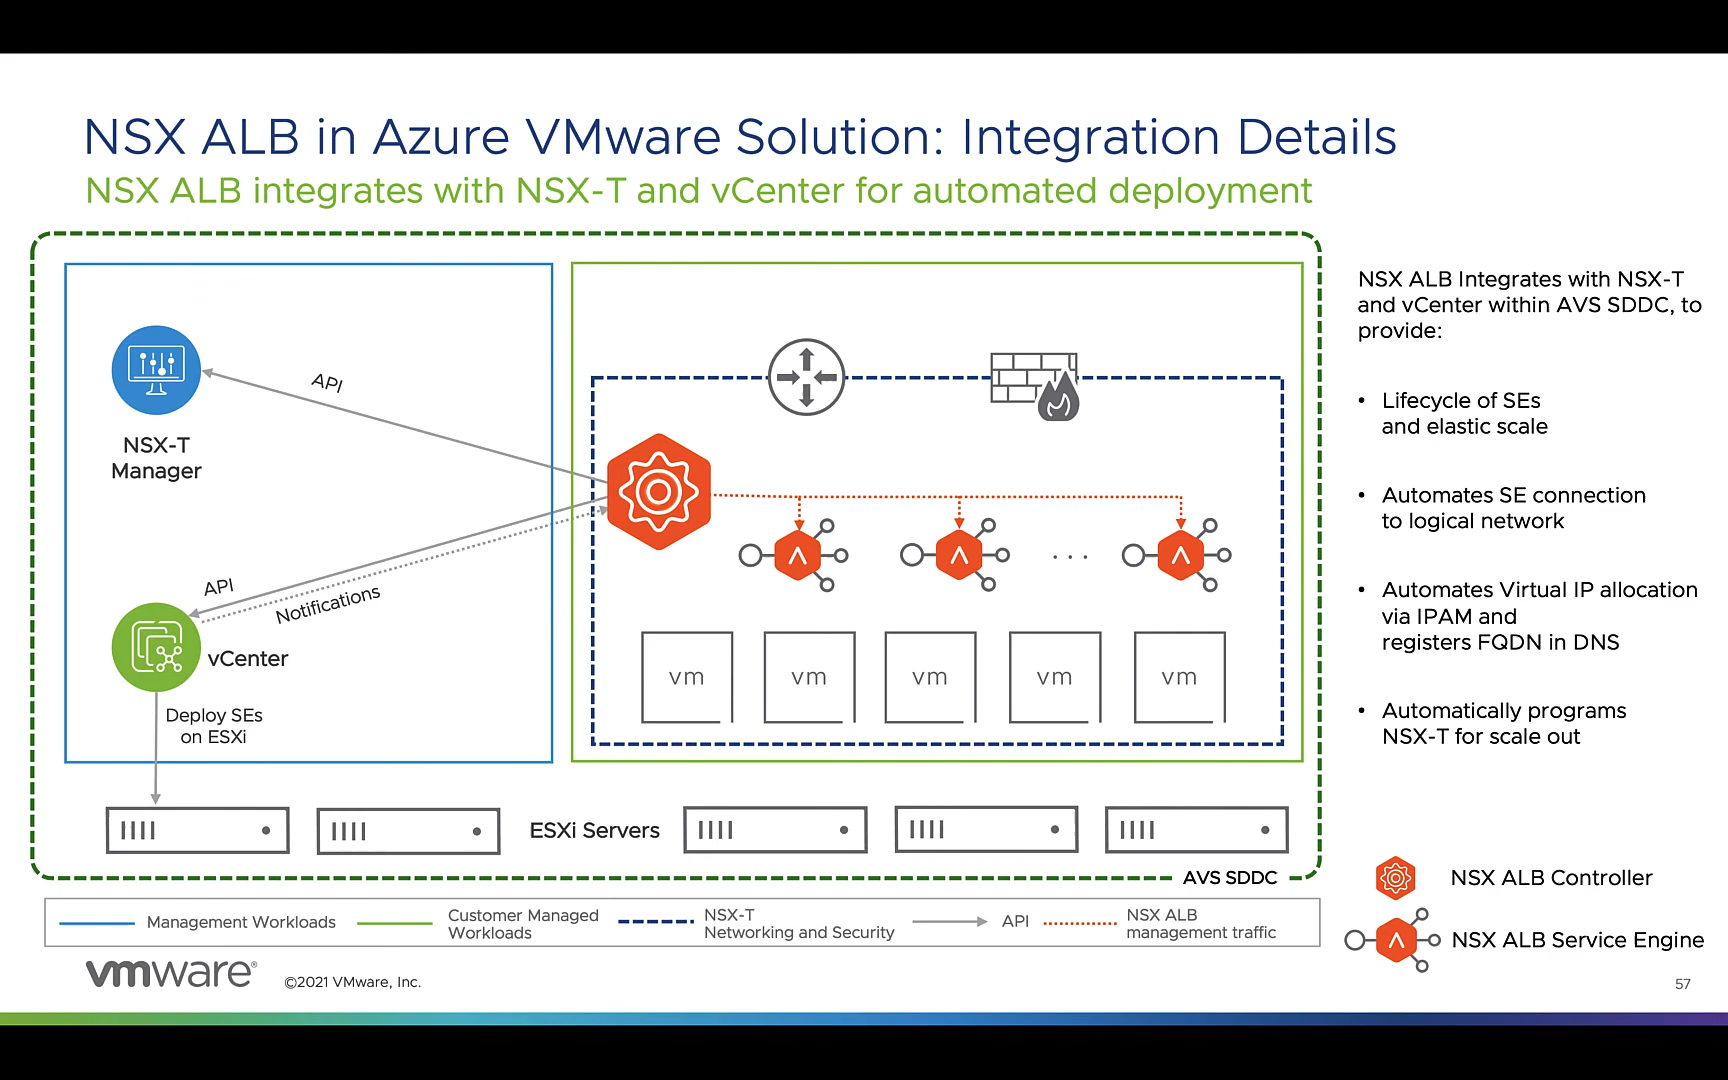 NSX ALB in Azure VMware Solution: Integration Details
NSX ALB integrates with NSX-T and vCenter for automated deployment
API
NSX-T
Manager
API
Notifications
vCenter
Deploy SEs
on ESXi
vm
vm
vm
vm
vm
ESXi Servers
AVS SDDC
Management Workloads
Customer Managed
Workloads
NSX-T
Networking and Security
API
NSX ALB
management traffic
NSX ALB Integrates with NSX-T
and vCenter within AVS SDDC, to
provide:
• Lifecycle of SEs
and elastic scale
• Automates SE connection
to logical network
• Automates Virtual IP allocation
via IPAM and
registers FQDN in DNS
• Automatically programs
NSX-T for scale out
NSX ALB Controller
NSX ALB Service Engine
vmware®
©2021 VMware, Inc.
57